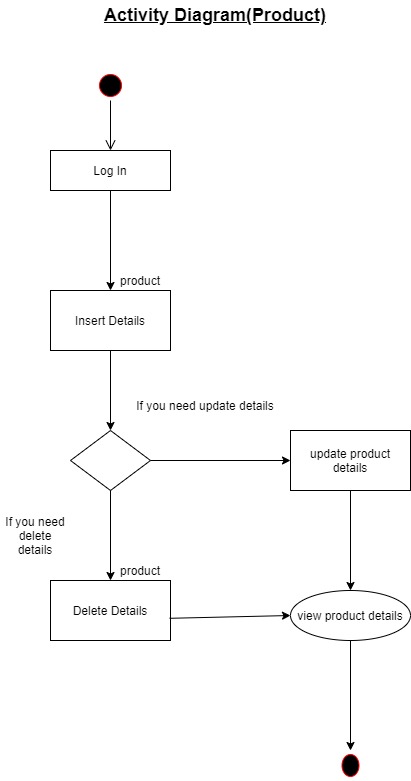 Activity Diagram(Product)
Log In
product
Insert Details
If you need update details
update product
details
If you need
delete
details
product
Delete Details
view product details